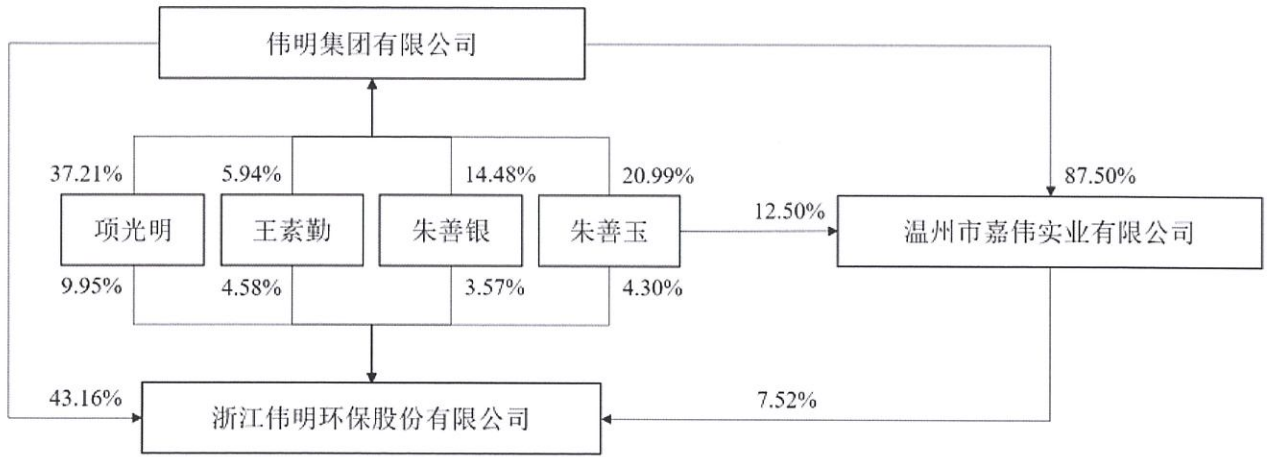 伟明集团有限公司
37.21%
5.94%
14.48%
20.99%
87.50%
项光明
王素勤
朱善银
朱善玉
12.50%
温州市嘉伟实业有限公司
9.95%
4.58%
3.57%
4.30%
43.16%
浙江伟明环保股份有限公司
7.52%